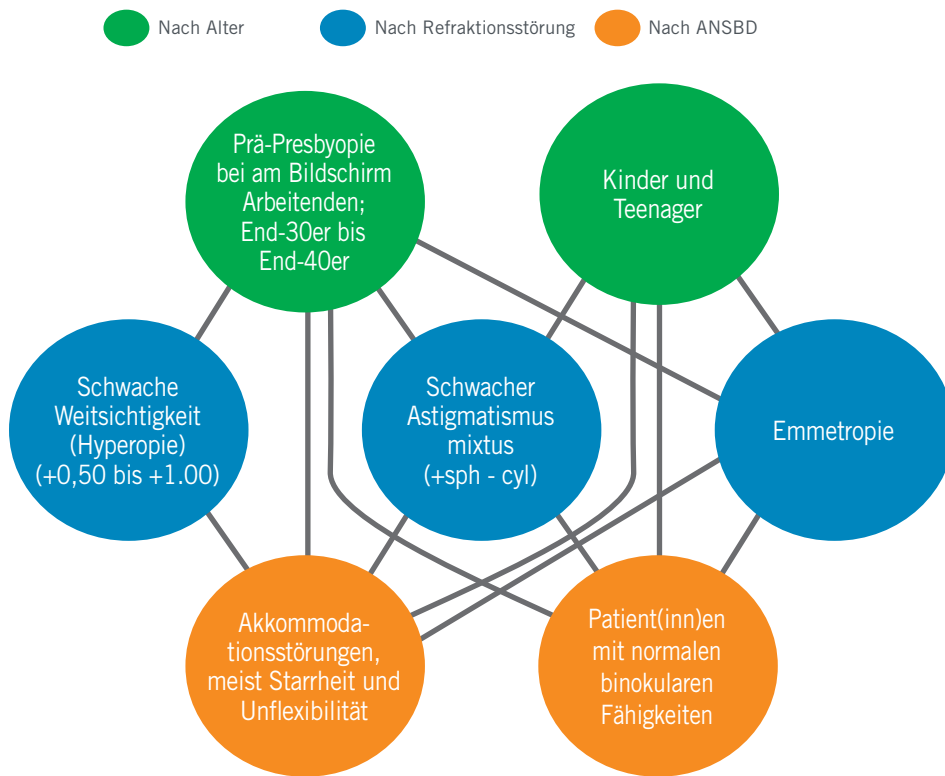 Nach Alter
Nach Refraktionsstörung
Nach ANSBD
Prä-Presbyopie
bei am Bildschirm
Arbeitenden;
End-30er bis
End-40er
Kinder und
Teenager
Schwache
Weitsichtigkeit
(Hyperopie)
(+0,50 bis +1.00)
Schwacher
Astigmatismus
mixtus
(+sph - cyl)
Emmetropie
Akkommoda-
tionsstörungen,
meist Starrheit und
Unflexibilität
Patient(inn)en
mit normalen
binokularen
Fähigkeiten